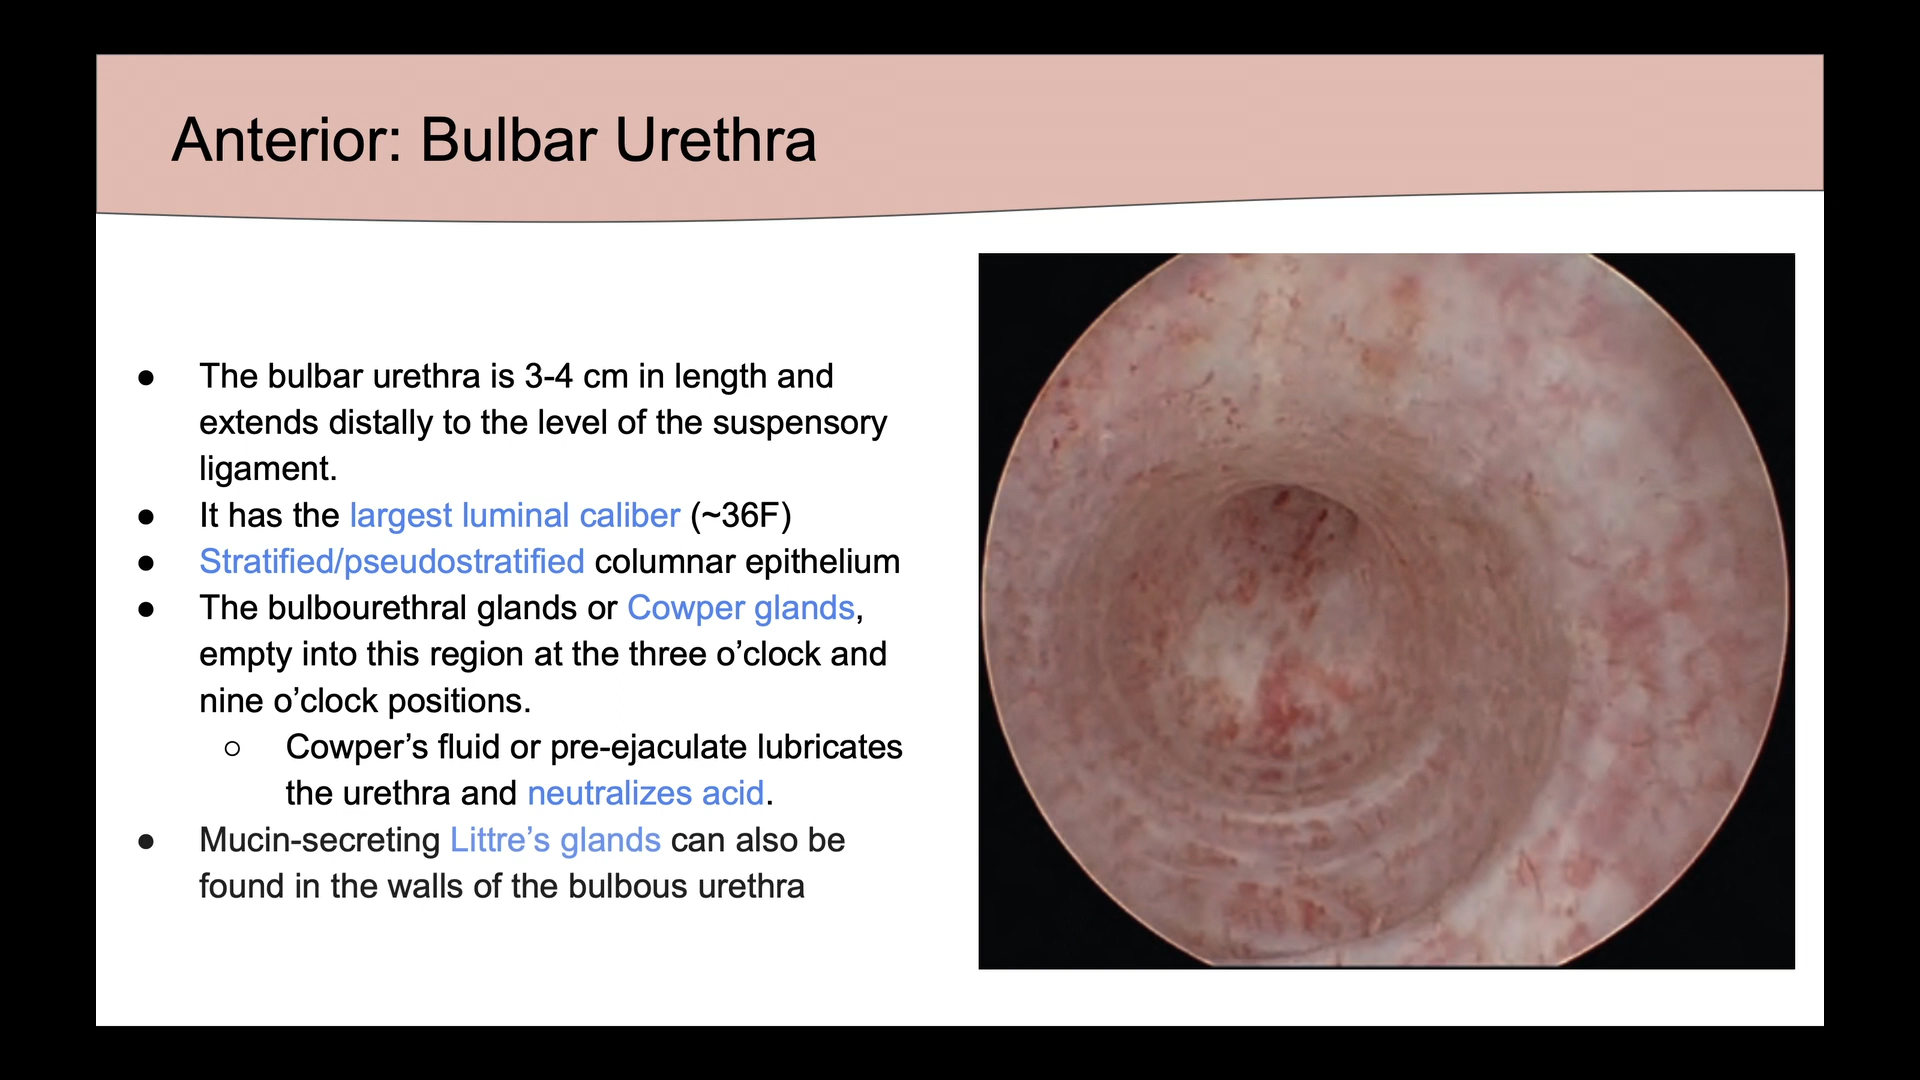 Anterior: Bulbar Urethra
● The bulbar urethra is 3-4 cm in length and
extends distally to the level of the suspensory
ligament.
● It has the largest luminal caliber (~36F)
● Stratified/pseudostratified columnar epithelium
● The bulbourethral glands or Cowper glands,
empty into this region at the three o’clock and
nine o’clock positions.
○ Cowper’s fluid or pre-ejaculate lubricates
the urethra and neutralizes acid.
● Mucin-secreting Littre’s glands can also be
found in the walls of the bulbous urethra